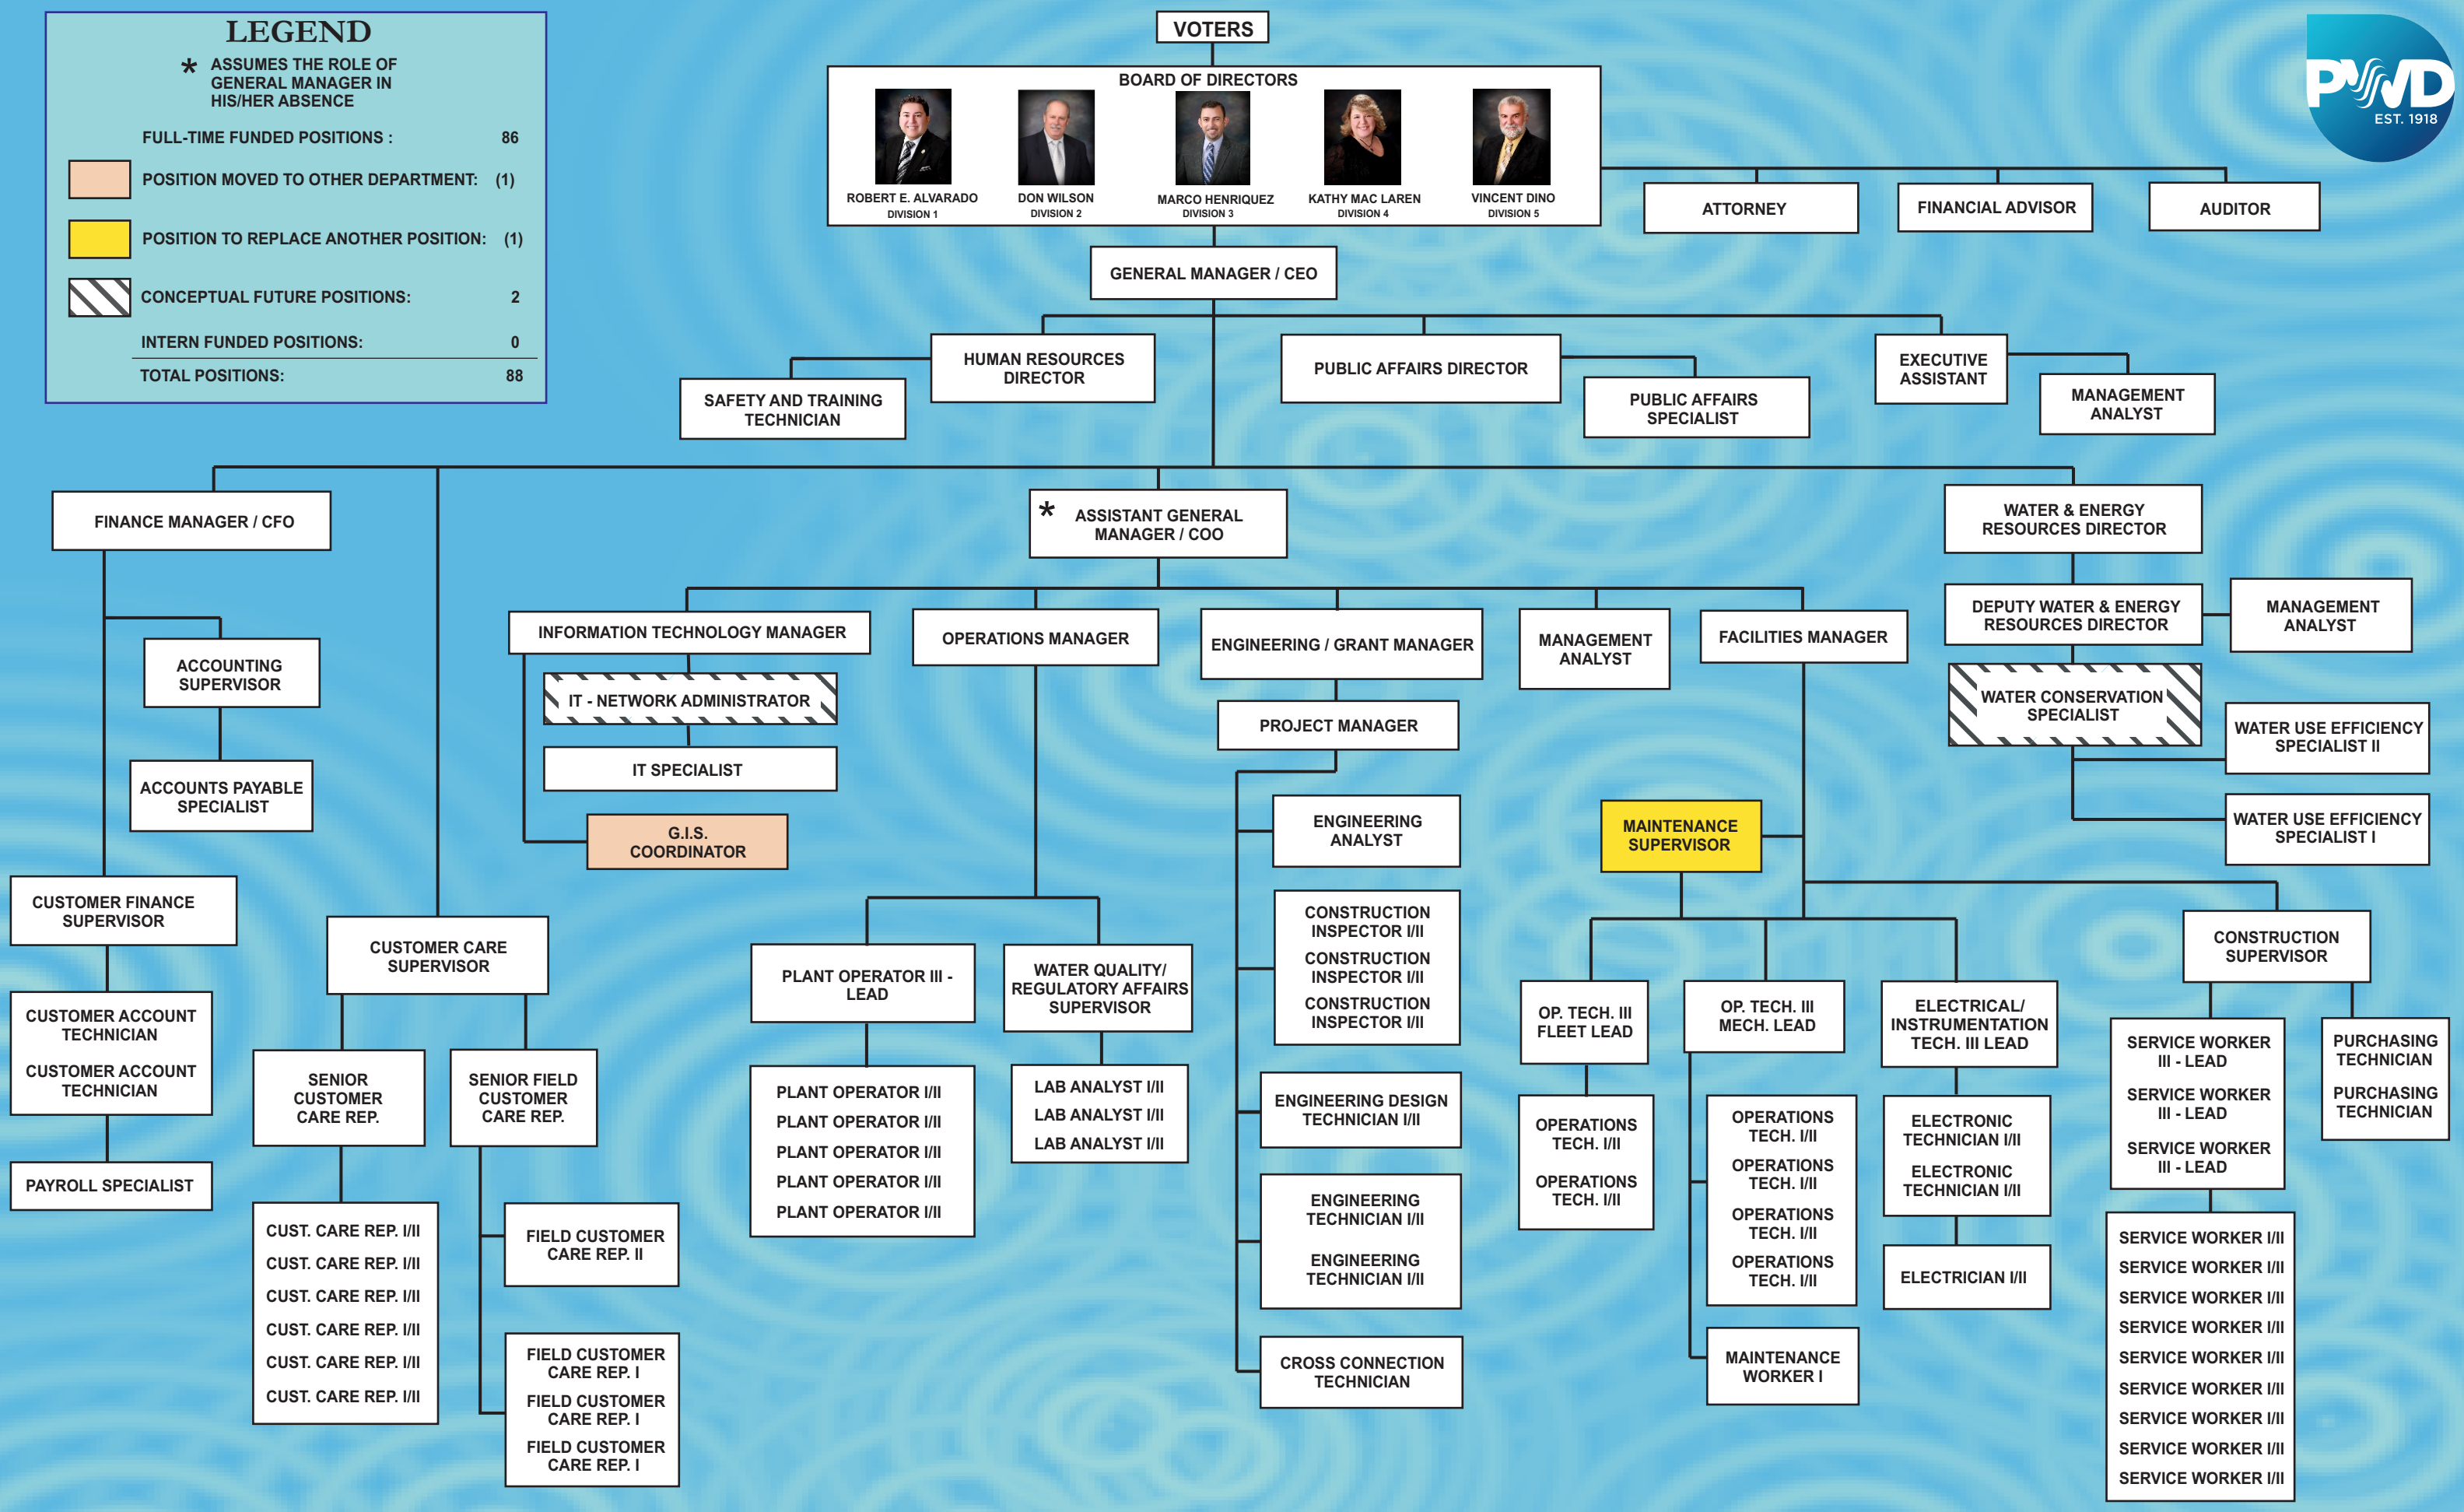 LEGEND
* ASSUMES THE ROLE OF
GENERAL MANAGER IN
HIS/HER ABSENCE
FULL-TIME FUNDED POSITIONS : 86
POSITION MOVED TO OTHER DEPARTMENT: (1)
POSITION TO REPLACE ANOTHER POSITION: (1)
CONCEPTUAL FUTURE POSITIONS: 2
INTERN FUNDED POSITIONS: 0
TOTAL POSITIONS: 88
VOTERS
BOARD OF DIRECTORS
ROBERT E. ALVARADO
DIVISION 1
DON WILSON
DIVISION 2
MARCO HENRIQUEZ
DIVISION 3
KATHY MAC LAREN
DIVISION 4
VINCENT DINO
DIVISION 5
PWD
EST. 1918
ATTORNEY
FINANCIAL ADVISOR
AUDITOR
GENERAL MANAGER / CEO
HUMAN RESOURCES
DIRECTOR
SAFETY AND TRAINING
TECHNICIAN
PUBLIC AFFAIRS DIRECTOR
PUBLIC AFFAIRS
SPECIALIST
EXECUTIVE
ASSISTANT
MANAGEMENT
ANALYST
FINANCE MANAGER / CFO
ACCOUNTING
SUPERVISOR
ACCOUNTS PAYABLE
SPECIALIST
CUSTOMER FINANCE
SUPERVISOR
CUSTOMER ACCOUNT
TECHNICIAN
CUSTOMER ACCOUNT
TECHNICIAN
PAYROLL SPECIALIST
CUSTOMER CARE
SUPERVISOR
SENIOR
CUSTOMER
CARE REP.
CUST. CARE REP. I/II
CUST. CARE REP. I/II
CUST. CARE REP. I/II
CUST. CARE REP. I/II
CUST. CARE REP. I/II
CUST. CARE REP. I/II
SENIOR FIELD
CUSTOMER
CARE REP.
FIELD CUSTOMER
CARE REP. II
FIELD CUSTOMER
CARE REP. I
FIELD CUSTOMER
CARE REP. I
FIELD CUSTOMER
CARE REP. I
* ASSISTANT GENERAL
MANAGER / COO
INFORMATION TECHNOLOGY MANAGER
IT - NETWORK ADMINISTRATOR
IT SPECIALIST
G.I.S.
COORDINATOR
OPERATIONS MANAGER
PLANT OPERATOR III -
LEAD
PLANT OPERATOR I/II
PLANT OPERATOR I/II
PLANT OPERATOR I/II
PLANT OPERATOR I/II
PLANT OPERATOR I/II
WATER QUALITY/
REGULATORY AFFAIRS
SUPERVISOR
LAB ANALYST I/II
LAB ANALYST I/II
LAB ANALYST I/II
ENGINEERING / GRANT MANAGER
PROJECT MANAGER
ENGINEERING
ANALYST
CONSTRUCTION
INSPECTOR I/II
CONSTRUCTION
INSPECTOR I/II
CONSTRUCTION
INSPECTOR I/II
ENGINEERING DESIGN
TECHNICIAN I/II
ENGINEERING
TECHNICIAN I/II
ENGINEERING
TECHNICIAN I/II
CROSS CONNECTION
TECHNICIAN
MANAGEMENT
ANALYST
FACILITIES MANAGER
MAINTENANCE
SUPERVISOR
OP. TECH. III
FLEET LEAD
OPERATIONS
TECH. I/II
OPERATIONS
TECH. I/II
OP. TECH. III
MECH. LEAD
OPERATIONS
TECH. I/II
OPERATIONS
TECH. I/II
OPERATIONS
TECH. I/II
OPERATIONS
TECH. I/II
MAINTENANCE
WORKER I
ELECTRICAL/
INSTRUMENTATION
TECH. III LEAD
ELECTRONIC
TECHNICIAN I/II
ELECTRONIC
TECHNICIAN I/II
ELECTRICIAN I/II
CONSTRUCTION
SUPERVISOR
SERVICE WORKER
III - LEAD
SERVICE WORKER
III - LEAD
SERVICE WORKER
III - LEAD
SERVICE WORKER I/II
SERVICE WORKER I/II
SERVICE WORKER I/II
SERVICE WORKER I/II
SERVICE WORKER I/II
SERVICE WORKER I/II
SERVICE WORKER I/II
SERVICE WORKER I/II
SERVICE WORKER I/II
PURCHASING
TECHNICIAN
PURCHASING
TECHNICIAN
WATER & ENERGY
RESOURCES DIRECTOR
DEPUTY WATER & ENERGY
RESOURCES DIRECTOR
MANAGEMENT
ANALYST
WATER CONSERVATION
SPECIALIST
WATER USE EFFICIENCY
SPECIALIST II
WATER USE EFFICIENCY
SPECIALIST I